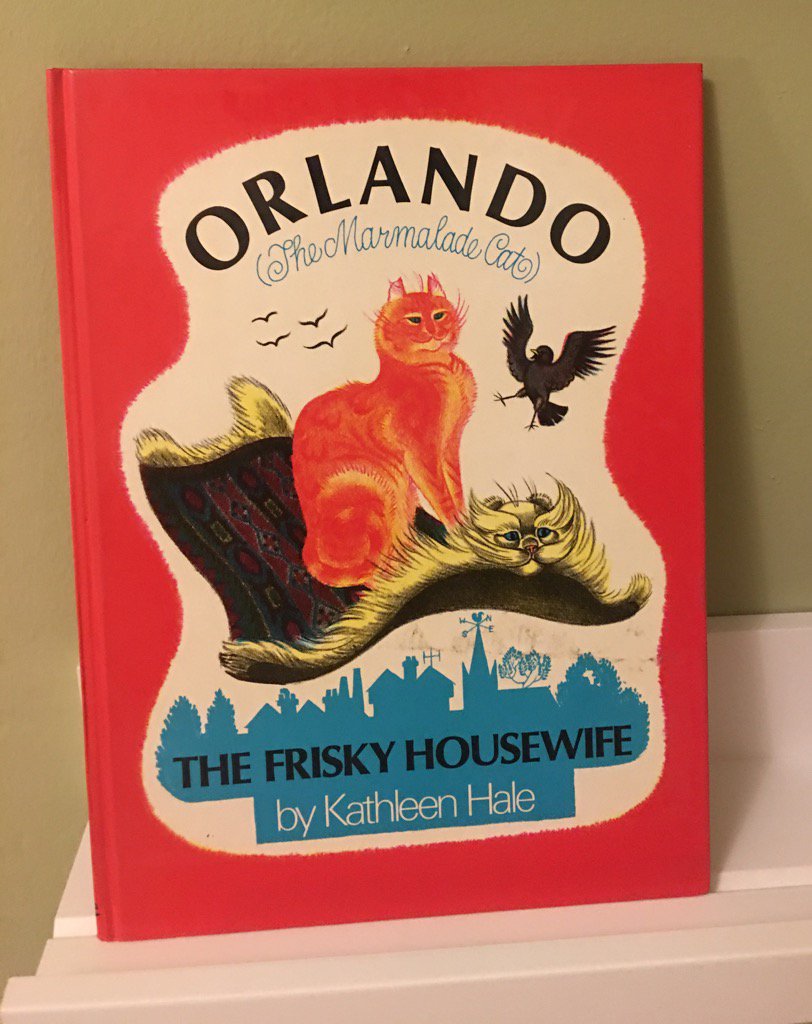 ORLANDO
(The Marmalade Cat)
N
W E
S
THE FRISKY HOUSEWIFE
by Kathleen Hale